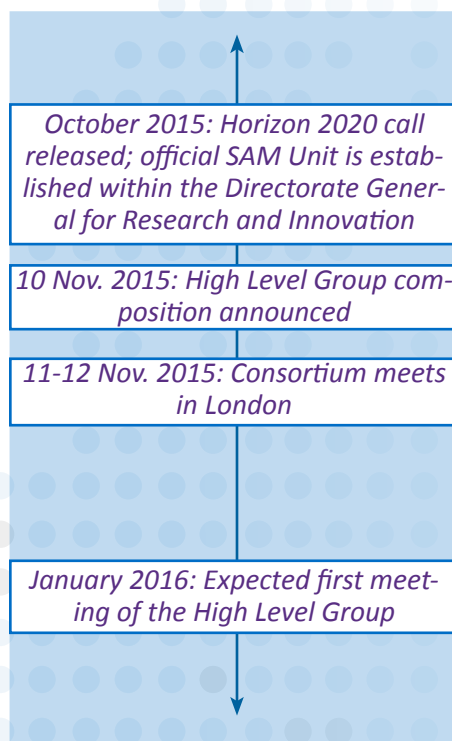 October 2015: Horizon 2020 call
released; official SAM Unit is estab-
lished within the Directorate Gener-
al for Research and Innovation
10 Nov. 2015: High Level Group com-
position announced
11-12 Nov. 2015: Consortium meets
in London
January 2016: Expected first meet-
ing of the High Level Group